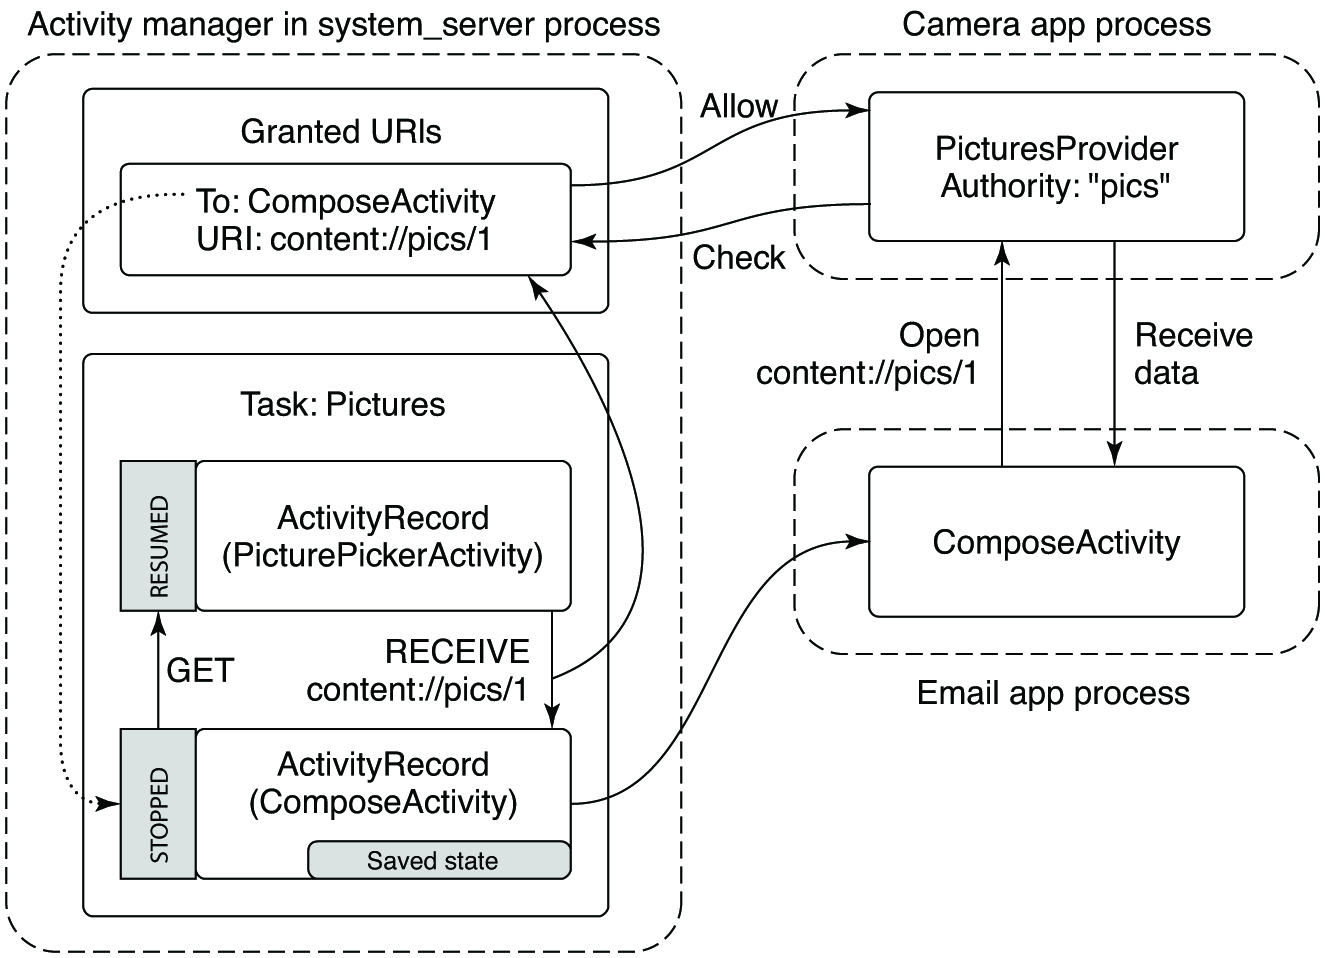 Activity manager in system_server process
Camera app process
Granted URIs
To: ComposeActivity
URI: content://pics/1
Allow
Check
PicturesProvider
Authority: "pics"
Open
content://pics/1
Receive
data
Task: Pictures
RESUMED
ActivityRecord
(PicturePickerActivity)
GET
RECEIVE
content://pics/1
STOPPED
ActivityRecord
(ComposeActivity)
Saved state
ComposeActivity
Email app process